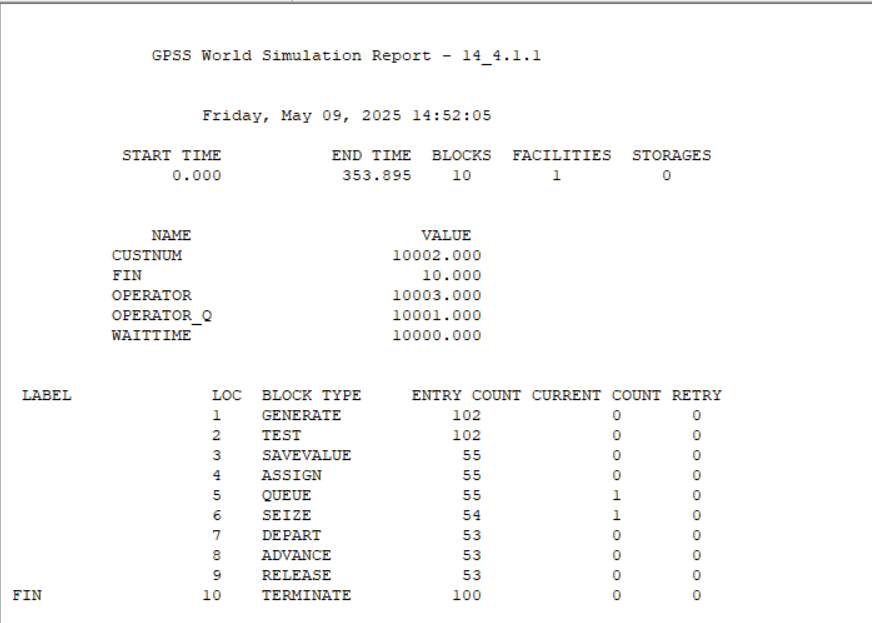 GPSS World Simulation Report - 14_4.1.1
Friday, May 09, 2025 14:52:05
START TIME END TIME BLOCKS FACILITIES STORAGES
0.000 353.895 10 1 0
NAME VALUE
CUSTNUM 10002.000
FIN 10.000
OPERATOR 10003.000
OPERATOR_Q 10001.000
WAITTIME 10000.000
LABEL LOC BLOCK TYPE ENTRY COUNT CURRENT COUNT RETRY
1 GENERATE 102 0 0
2 TEST 102 0 0
3 SAVEVALUE 55 0 0
4 ASSIGN 55 0 0
5 QUEUE 55 1 0
6 SEIZE 54 1 0
7 DEPART 53 0 0
8 ADVANCE 53 0 0
9 RELEASE 53 0 0
FIN 10 TERMINATE 100 0 0